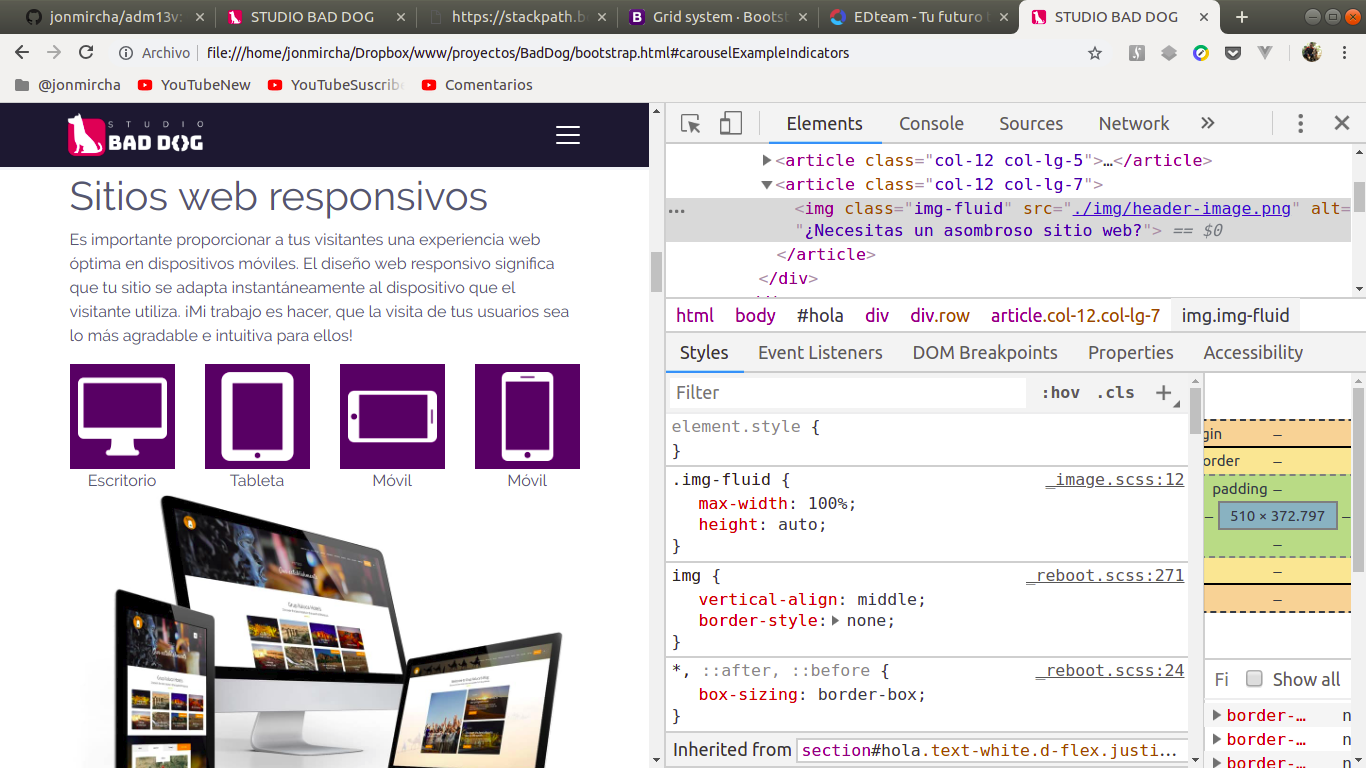 jonmircha/adm13v
STUDIO BAD DOG
https://stackpath.b
Grid system · Boots
EDteam - Tu futuro
STUDIO BAD DOG
Archivo
file:///home/jonmircha/Dropbox/www/proyectos/BadDog/bootstrap.html#carouselExampleIndicators
@jonmircha
YouTubeNew
YouTubeSuscrib
Comentarios
STUDIO
BAD DOG
Sitios web responsivos
Es importante proporcionar a tus visitantes una experiencia web
óptima en dispositivos móviles. El diseño web responsivo significa
que tu sitio se adapta instantáneamente al dispositivo que el
visitante utiliza. ¡Mi trabajo es hacer, que la visita de tus usuarios sea
lo más agradable e intuitiva para ellos!
Escritorio
Tableta
Móvil
Móvil
Elements
Console
Sources
Network
<article class="col-12 col-lg-5">…</article>
<article class="col-12 col-lg-7">
<img class="img-fluid" src="./img/header-image.png" alt=
"¿Necesitas un asombroso sitio web?"> == $0
</article>
</div>
html
body
#hola
div
div.row
article.col-12.col-lg-7
img.img-fluid
Styles
Event Listeners
DOM Breakpoints
Properties
Accessibility
Filter
:hov
.cls
element.style {
}
.img-fluid {
_image.scss:12
max-width: 100%;
height: auto;
}
img {
_reboot.scss:271
vertical-align: middle;
border-style: none;
}
*, ::after, ::before {
_reboot.scss:24
box-sizing: border-box;
}
Inherited from
section#hola.text-white.d-flex.justi…
gin
–
order
–
padding –
–
510 × 372.797
–
–
–
–
Fi
Show all
border-…
n
border-…
n
border-…
n